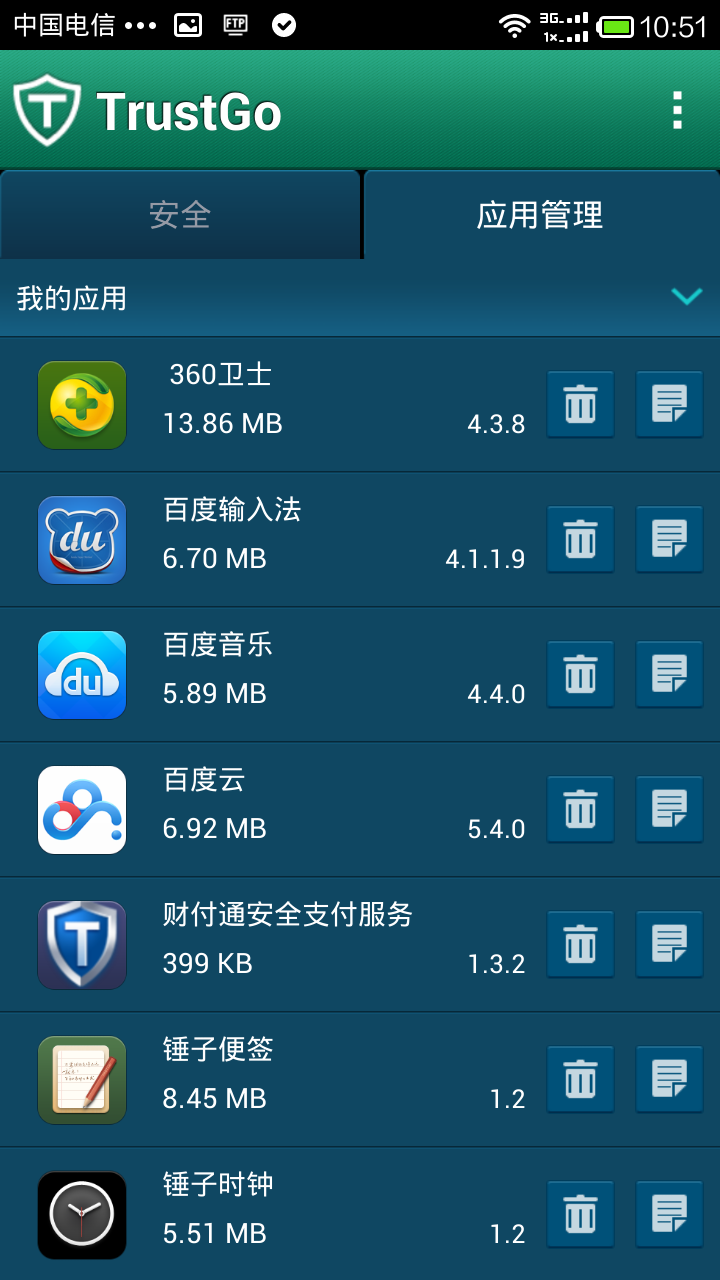 中国电信 ••• FTP 3G 1× 10:51
TrustGo
安全 应用管理
我的应用
360卫士
13.86 MB 4.3.8
百度输入法
6.70 MB 4.1.1.9
百度音乐
5.89 MB 4.4.0
百度云
6.92 MB 5.4.0
财付通安全支付服务
399 KB 1.3.2
锤子便签
8.45 MB 1.2
锤子时钟
5.51 MB 1.2